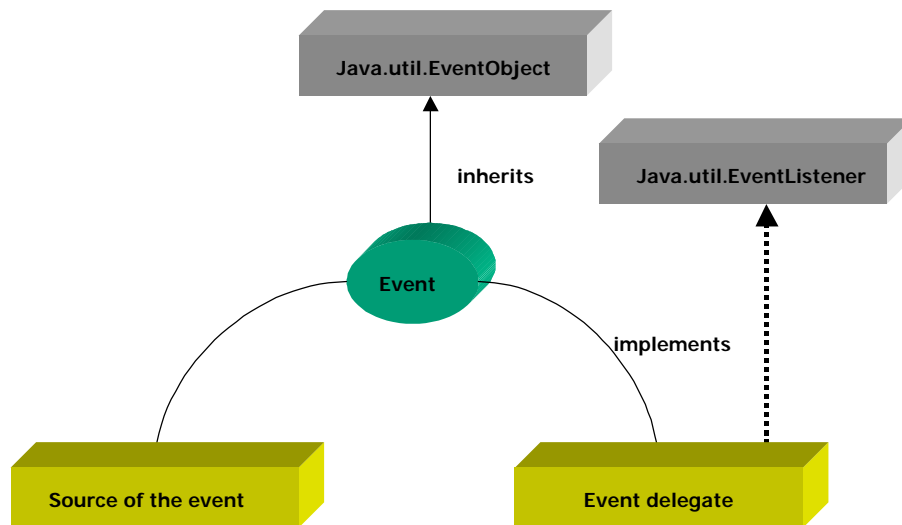 Java.util.EventObject
Java.util.EventListener
inherits
Event
implements
Source of the event
Event delegate